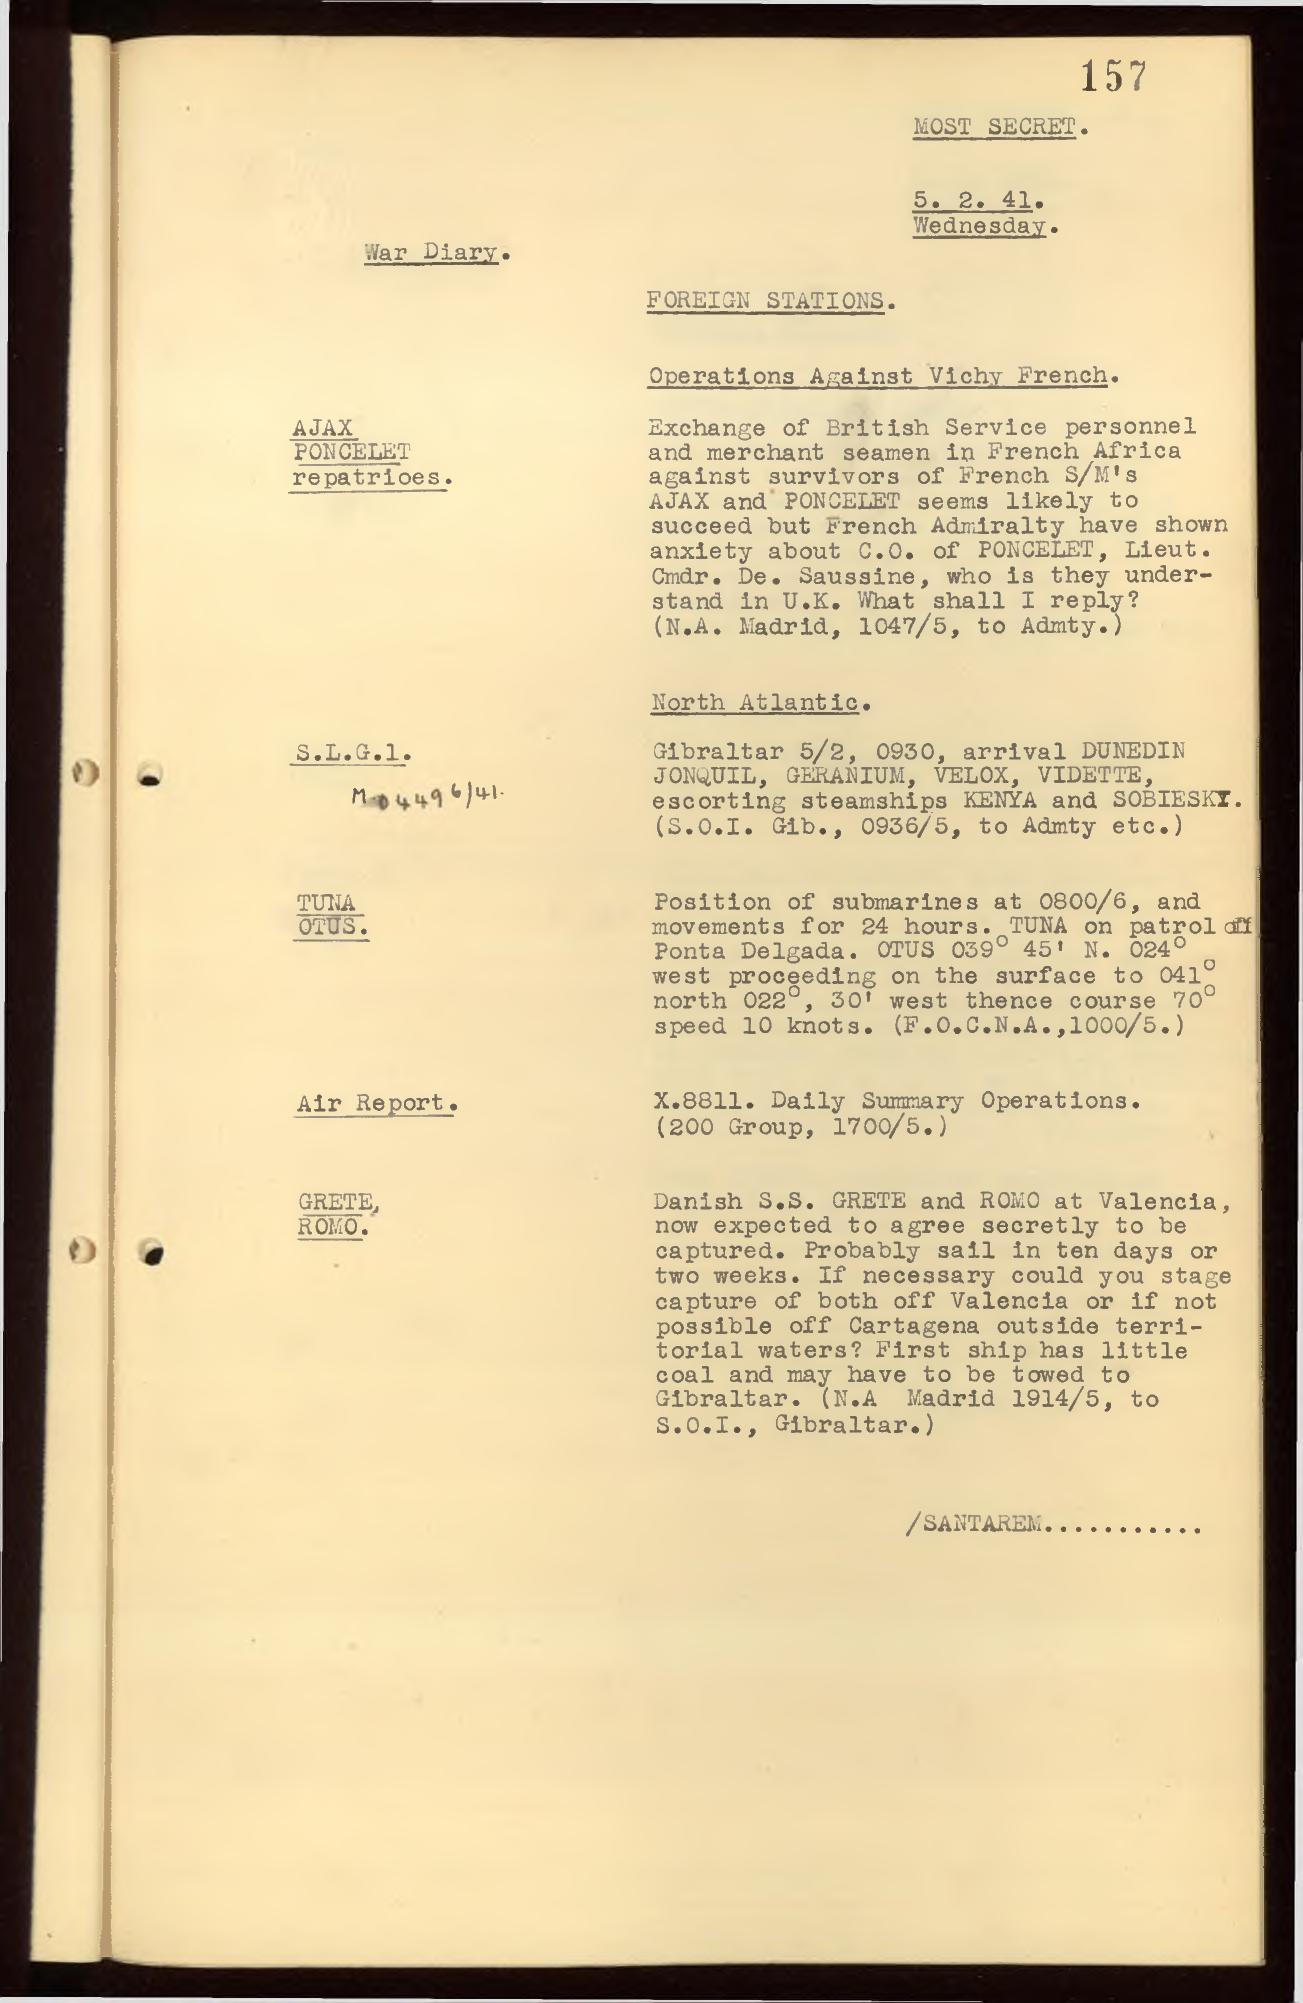 157
MOST SECRET.
5. 2. 41.
Wednesday.
War Diary.
FOREIGN STATIONS.
Operations Against Vichy French.
AJAX
PONCELET
repatrioes.
Exchange of British Service personnel
and merchant seamen in French Africa
against survivors of French S/M's
AJAX and PONCELET seems likely to
succeed but French Admiralty have shown
anxiety about C.O. of PONCELET, Lieut.
Cmdr. De. Saussine, who is they under-
stand in U.K. What shall I reply?
(N.A. Madrid, 1047/5, to Admty.)
North Atlantic.
S.L.G.1.
M 04496/41.
Gibraltar 5/2, 0930, arrival DUNEDIN
JONQUIL, GERANIUM, VELOX, VIDETTE,
escorting steamships KENYA and SOBIESKI.
(S.O.I. Gib., 0936/5, to Admty etc.)
TUNA
OTUS.
Position of submarines at 0800/6, and
movements for 24 hours. TUNA on patrol off
Ponta Delgada. OTUS 039° 45' N. 024°
west proceeding on the surface to 041°
north 022°, 30' west thence course 70°
speed 10 knots. (F.O.C.N.A.,1000/5.)
Air Report.
X.8811. Daily Summary Operations.
(200 Group, 1700/5.)
GRETE,
ROMO.
Danish S.S. GRETE and ROMO at Valencia,
now expected to agree secretly to be
captured. Probably sail in ten days or
two weeks. If necessary could you stage
capture of both off Valencia or if not
possible off Cartagena outside terri-
torial waters? First ship has little
coal and may have to be towed to
Gibraltar. (N.A Madrid 1914/5, to
S.O.I., Gibraltar.)
/SANTAREM...........